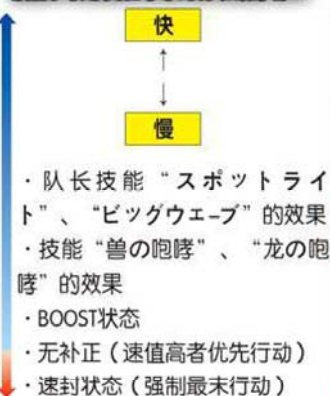 快
慢
·队长技能“スポットライ
ト”、“ビッグウェ-ブ”的效果
·技能“兽の咆哮”、“龙の咆
哮”的效果
·BOOST状态
·无补正（速值高者优先行动）
·速封状态（强制最末行动）